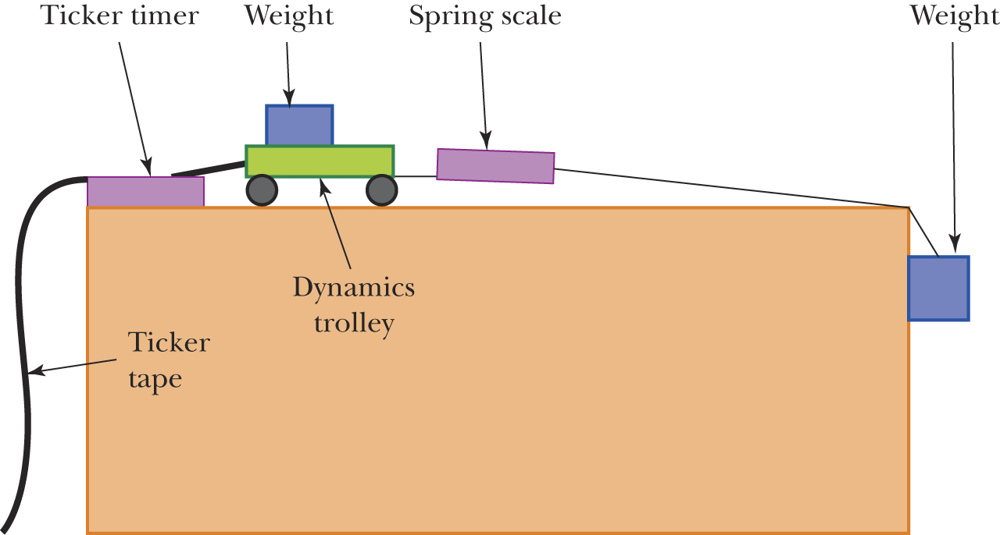 Ticker timer
Weight
Spring scale
Weight
Dynamics
trolley
Ticker
tape